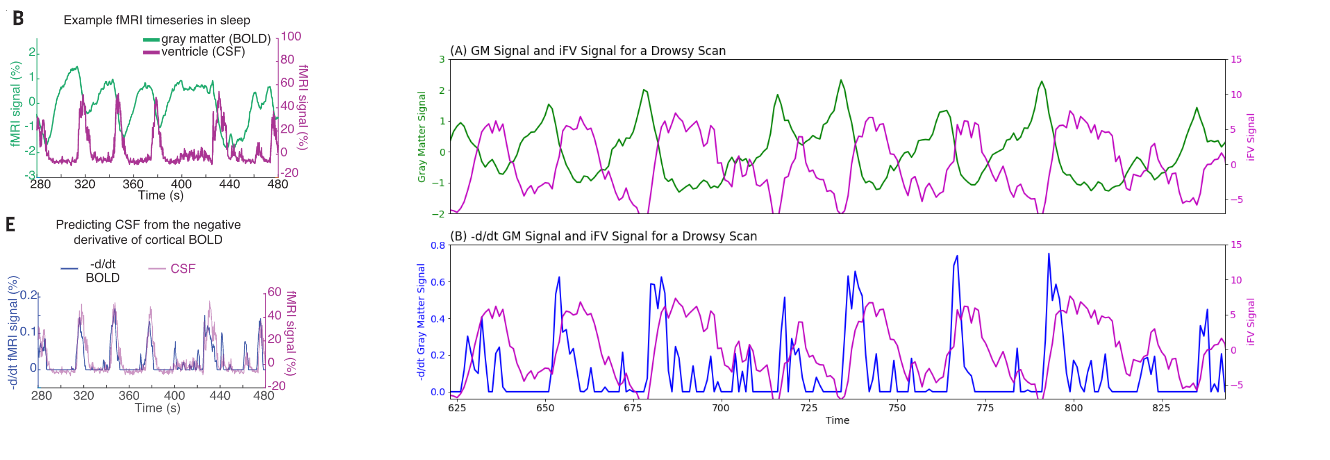 B
Example fMRI timeseries in sleep
gray matter (BOLD)
ventricle (CSF)
fMRI signal (%)
2
1
0
-1
-2
-3
100
80
60
40
20
0
-20
fMRI signal (%)
280 320 360 400 440 480
Time (s)
E
Predicting CSF from the negative
derivative of cortical BOLD
-d/dt
BOLD
CSF
-d/dt fMRI signal (%)
0.2
0.1
0
60
40
20
0
-20
fMRI signal (%)
280 320 360 400 440 480
Time (s)
(A) GM Signal and iFV Signal for a Drowsy Scan
Gray Matter Signal
3
2
1
0
−1
−2
15
10
5
0
−5
iFV Signal
(B) -d/dt GM Signal and iFV Signal for a Drowsy Scan
-d/dt Gray Matter Signal
0.8
0.6
0.4
0.2
0.0
15
10
5
0
−5
iFV Signal
625 650 675 700 725 750 775 800 825
Time